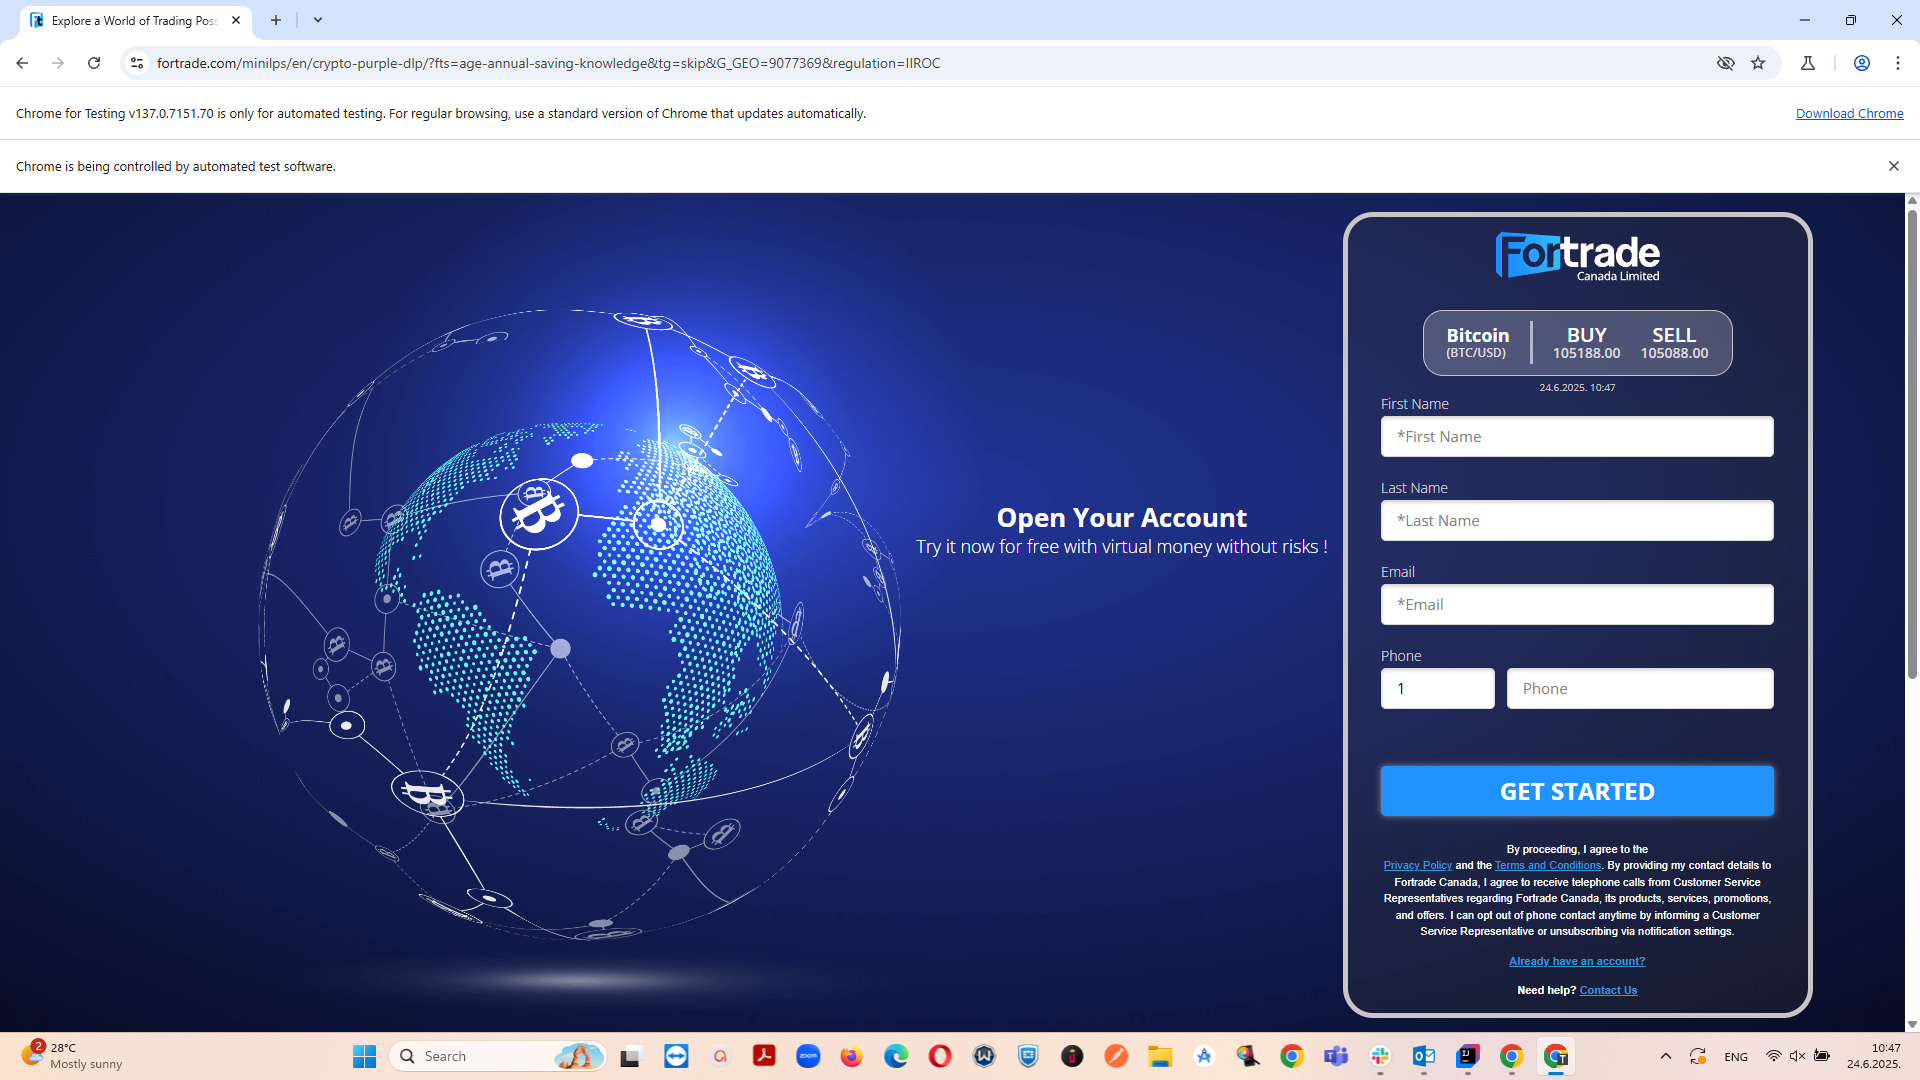 Explore a World of Trading Poss
fortrade.com/minilps/en/crypto-purple-dlp/?fts=age-annual-saving-knowledge&tg=skip&G_GEO=9077369&regulation=IIROC
Chrome for Testing v137.0.7151.70 is only for automated testing. For regular browsing, use a standard version of Chrome that updates automatically.
Download Chrome
Chrome is being controlled by automated test software.
Fortrade
Canada Limited
Bitcoin BUY SELL
(BTC/USD) 105188.00 105088.00
24.6.2025. 10:47
First Name
*First Name
Last Name
*Last Name
Open Your Account
Try it now for free with virtual money without risks !
Email
*Email
Phone
1 Phone
GET STARTED
By proceeding, I agree to the
Privacy Policy and the Terms and Conditions. By providing my contact details to
Fortrade Canada, I agree to receive telephone calls from Customer Service
Representatives regarding Fortrade Canada, its products, services, promotions,
and offers. I can opt out of phone contact anytime by informing a Customer
Service Representative or unsubscribing via notification settings.
Already have an account?
Need help? Contact Us
2
28°C
Mostly sunny
Search
zoom
ENG
10:47
24.6.2025.